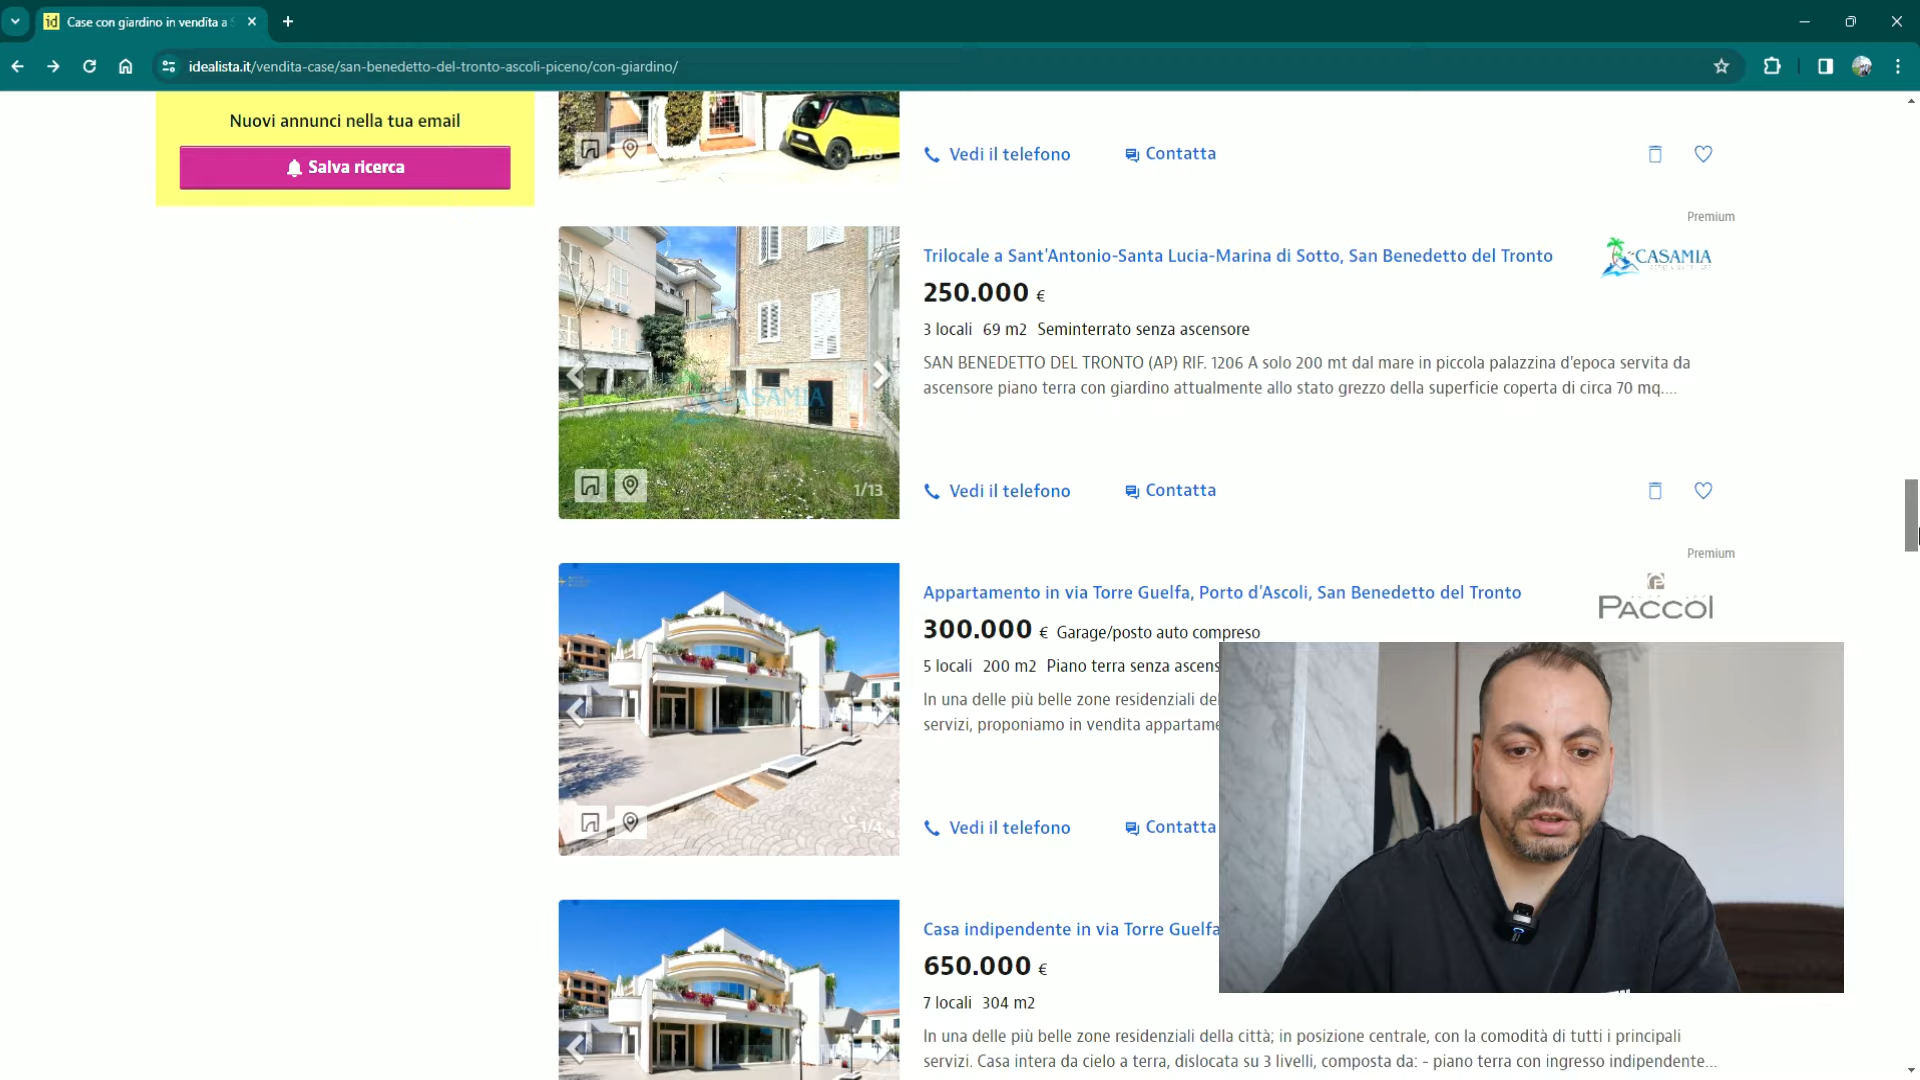 Case con giardino in vendita a S
idealista.it/vendita-case/san-benedetto-del-tronto-ascoli-piceno/con-giardino/
Nuovi annunci nella tua email
Salva ricerca
Vedi il telefono
Contatta
Premium
Trilocale a Sant'Antonio-Santa Lucia-Marina di Sotto, San Benedetto del Tronto
CASAMIA
250.000 €
3 locali 69 m2 Seminterrato senza ascensore
SAN BENEDETTO DEL TRONTO (AP) RIF. 1206 A solo 200 mt dal mare in piccola palazzina d'epoca servita da
ascensore piano terra con giardino attualmente allo stato grezzo della superficie coperta di circa 70 mq....
CASAMIA
1/13
Vedi il telefono
Contatta
Premium
Appartamento in via Torre Guelfa, Porto d'Ascoli, San Benedetto del Tronto
PACCOI
300.000 € Garage/posto auto compreso
5 locali 200 m2 Piano terra senza ascens
In una delle più belle zone residenziali del
servizi, proponiamo in vendita appartame
1/4
Vedi il telefono
Contatta
Casa indipendente in via Torre Guelfa
650.000 €
7 locali 304 m2
In una delle più belle zone residenziali della città; in posizione centrale, con la comodità di tutti i principali
servizi. Casa intera da cielo a terra, dislocata su 3 livelli, composta da: - piano terra con ingresso indipendente...